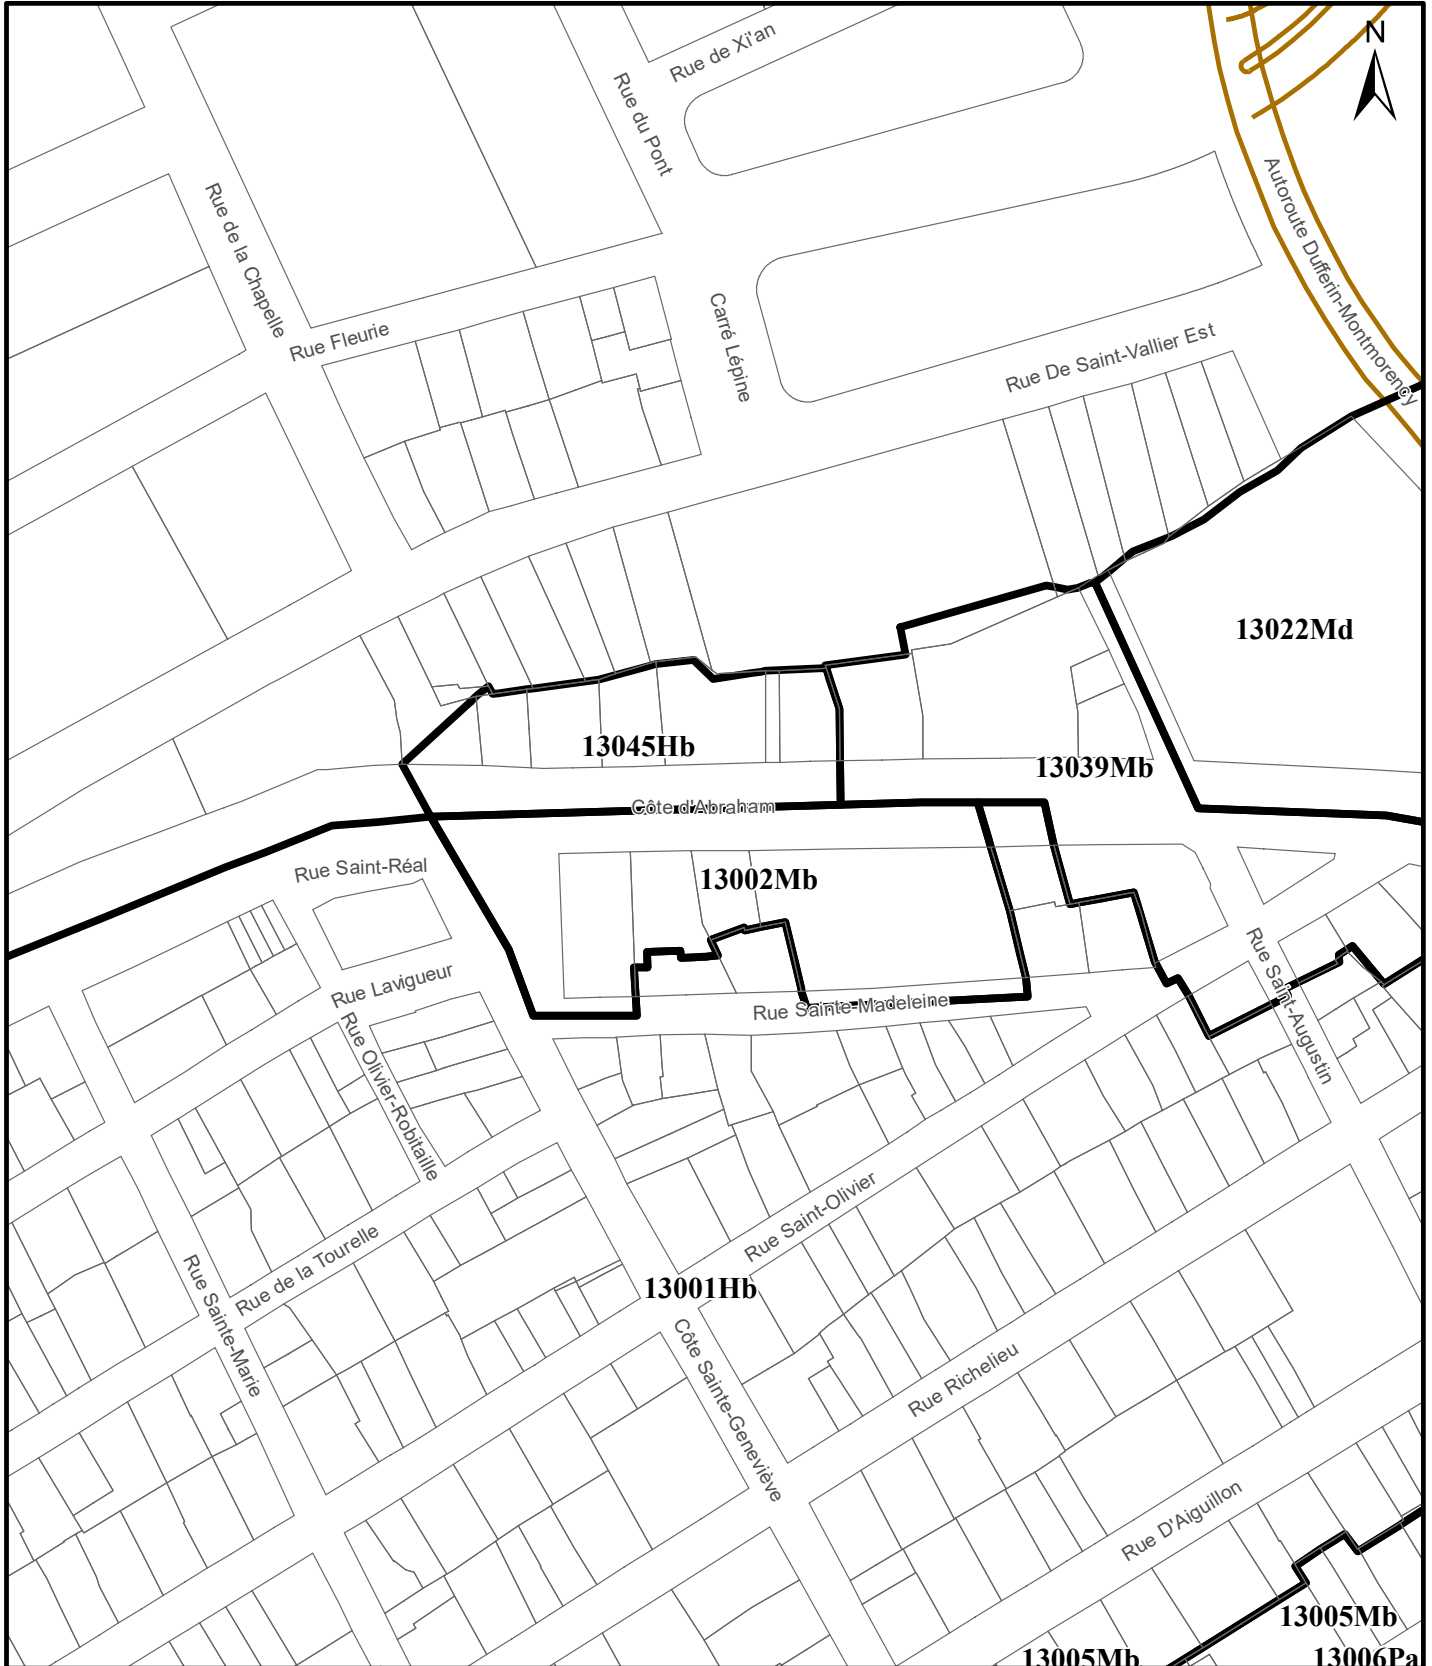 Rue de Xi'an
N
Rue du Pont
Autoroute Dufferin-Montmorency
Rue de la Chapelle
Carré Lépine
Rue Fleurie
Rue De Saint-Vallier Est
13022Md
13045Hb
13039Mb
Côte d'Abraham
Rue Saint-Réal
13002Mb
Rue Lavigueur
Rue Saint-Augustin
Rue Sainte-Madeleine
Rue Olivier-Robitaille
Rue Saint-Olivier
Rue de la Tourelle
Rue Sainte-Marie
13001Hb
Côte Sainte-Geneviève
Rue Richelieu
Rue D'Aiguillon
13005Mb
13005Mb
13006Pa